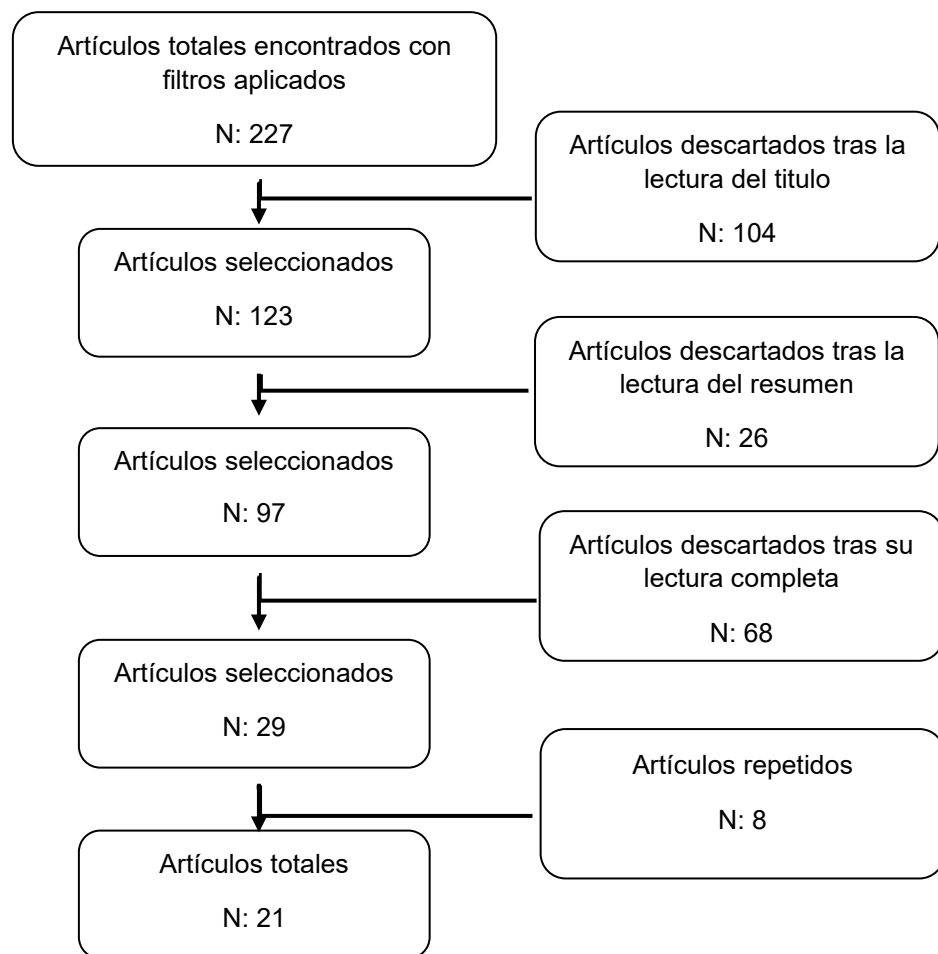 Artículos totales encontrados con
filtros aplicados
N: 227
Artículos descartados tras la
lectura del titulo
N: 104
Artículos seleccionados
N: 123
Artículos descartados tras la
lectura del resumen
N: 26
Artículos seleccionados
N: 97
Artículos descartados tras su
lectura completa
N: 68
Artículos seleccionados
N: 29
Artículos repetidos
N: 8
Artículos totales
N: 21